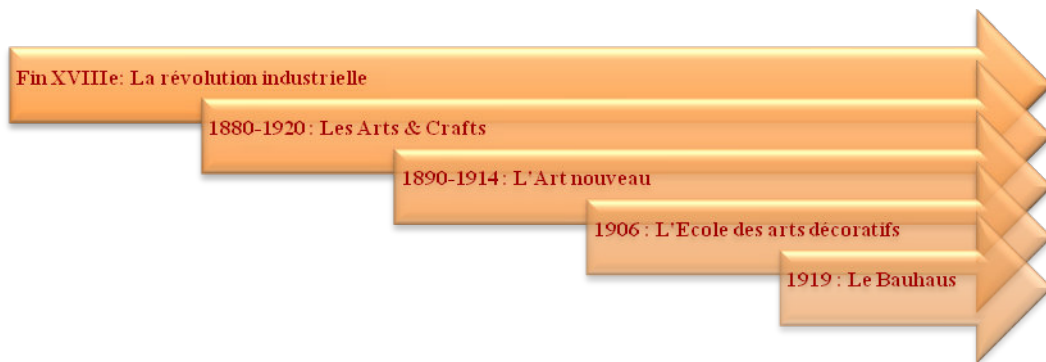 Fin XVIIIe: La révolution industrielle
1880-1920 : Les Arts & Crafts
1890-1914 : L'Art nouveau
1906 : L'Ecole des arts décoratifs
1919 : Le Bauhaus